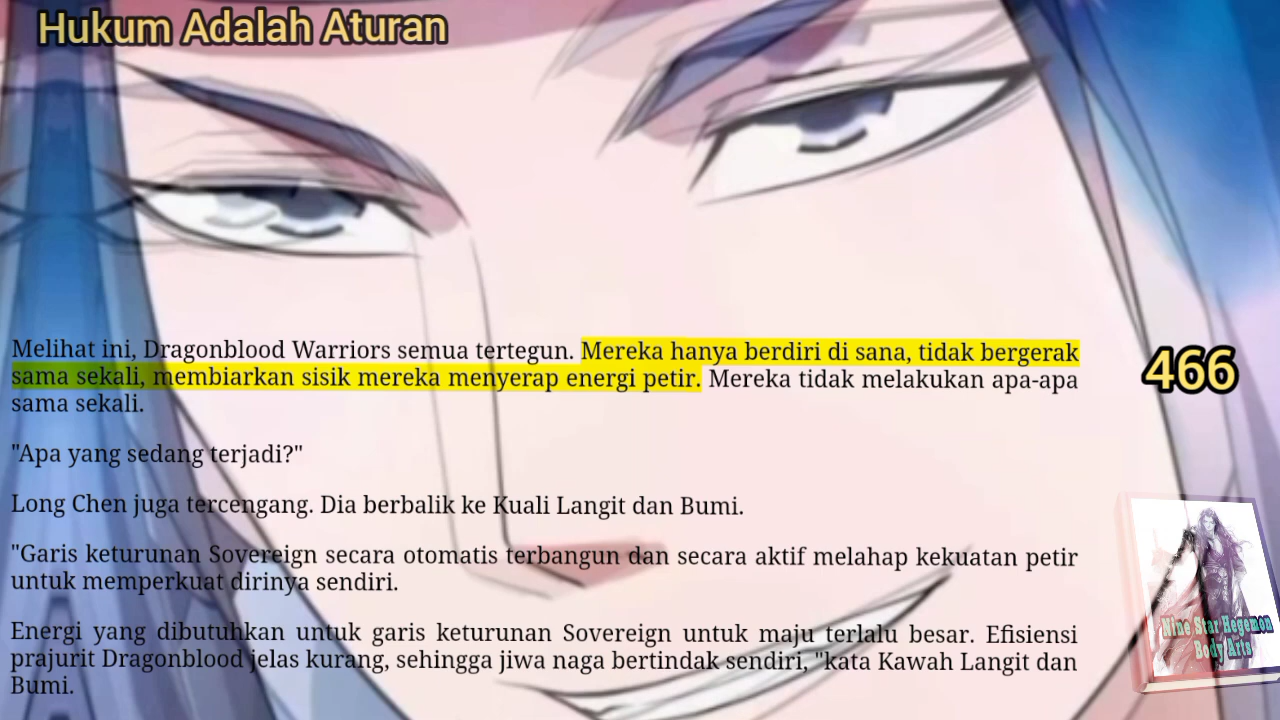 Hukum Adalah Aturan
Melihat ini, Dragonblood Warriors semua tertegun. Mereka hanya berdiri di sana, tidak bergerak
sama sekali, membiarkan sisik mereka menyerap energi petir. Mereka tidak melakukan apa-apa
sama sekali.
"Apa yang sedang terjadi?"
Long Chen juga tercengang. Dia berbalik ke Kuali Langit dan Bumi.
"Garis keturunan Sovereign secara otomatis terbangun dan secara aktif melahap kekuatan petir
untuk memperkuat dirinya sendiri.
Energi yang dibutuhkan untuk garis keturunan Sovereign untuk maju terlalu besar. Efisiensi
prajurit Dragonblood jelas kurang, sehingga jiwa naga bertindak sendiri, "kata Kawah Langit dan
Bumi.
466
Nine Star Hegemon
Body Arts